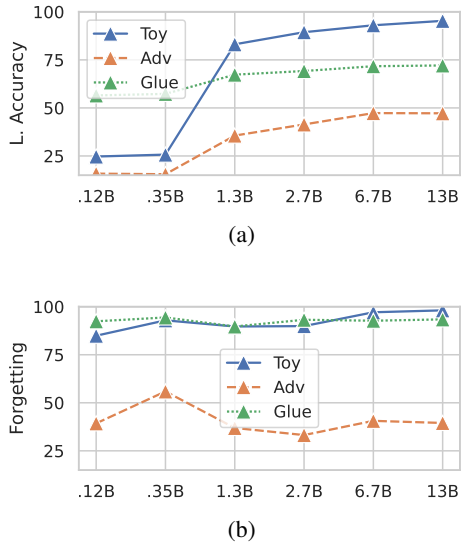 100
75
50
25
L. Accuracy
Toy
Adv
Glue
.12B .35B 1.3B 2.7B 6.7B 13B
(a)
100
75
50
25
Forgetting
Toy
Adv
Glue
.12B .35B 1.3B 2.7B 6.7B 13B
(b)